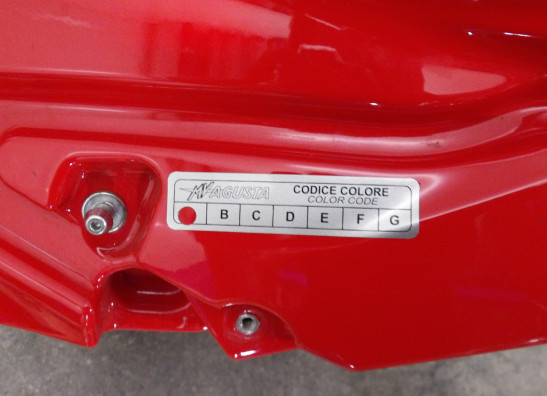 MV AGUSTA CODICE COLORE
COLOR CODE
B C D E F G